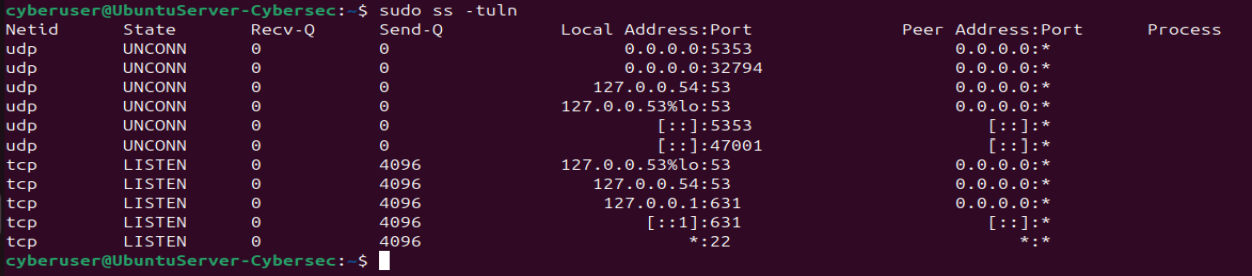 cyberuser@UbuntuServer-Cybersec:~$ sudo ss -tuln
Netid State Recv-Q Send-Q Local Address:Port Peer Address:Port Process
udp UNCONN 0 0 0.0.0.0:5353 0.0.0.0:*
udp UNCONN 0 0 0.0.0.0:32794 0.0.0.0:*
udp UNCONN 0 0 127.0.0.54:53 0.0.0.0:*
udp UNCONN 0 0 127.0.0.53%lo:53 0.0.0.0:*
udp UNCONN 0 0 [::]:5353 [::]:*
udp UNCONN 0 0 [::]:47001 [::]:*
tcp LISTEN 0 4096 127.0.0.53%lo:53 0.0.0.0:*
tcp LISTEN 0 4096 127.0.0.54:53 0.0.0.0:*
tcp LISTEN 0 4096 127.0.0.1:631 0.0.0.0:*
tcp LISTEN 0 4096 [::1]:631 [::]:*
tcp LISTEN 0 4096 *:22 *:*
cyberuser@UbuntuServer-Cybersec:~$